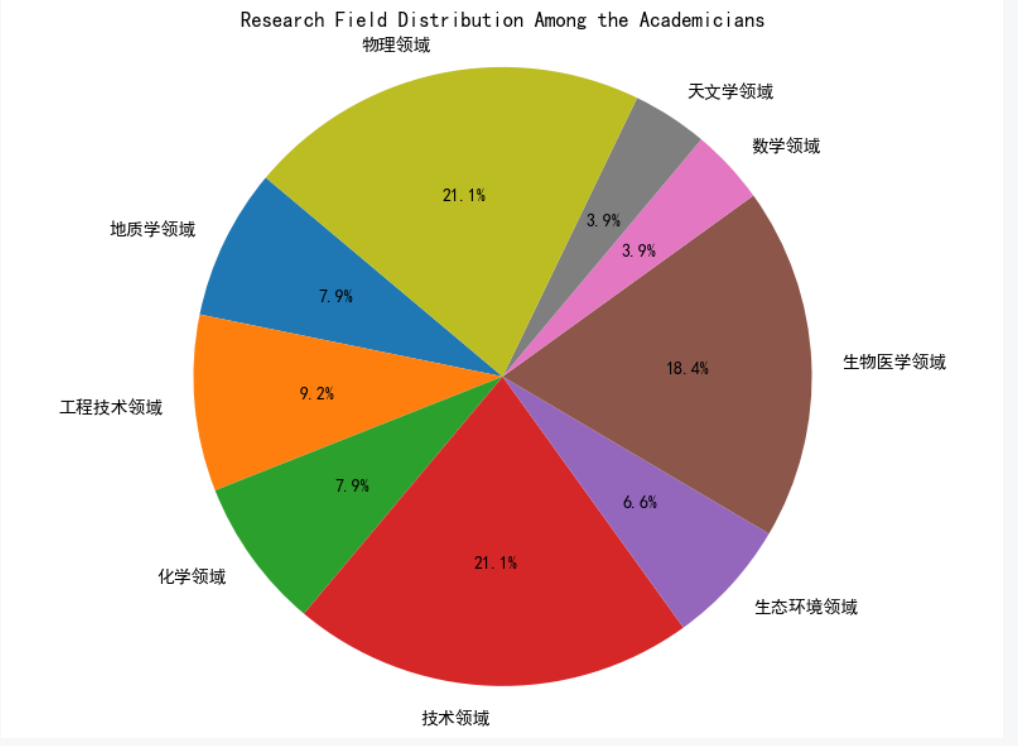 Research Field Distribution Among the Academicians
物理领域
天文学领域
数学领域
21.1%
3.9%
地质学领域
3.9%
7.9%
生物医学领域
18.4%
9.2%
工程技术领域
7.9%
6.6%
21.1%
化学领域
生态环境领域
技术领域